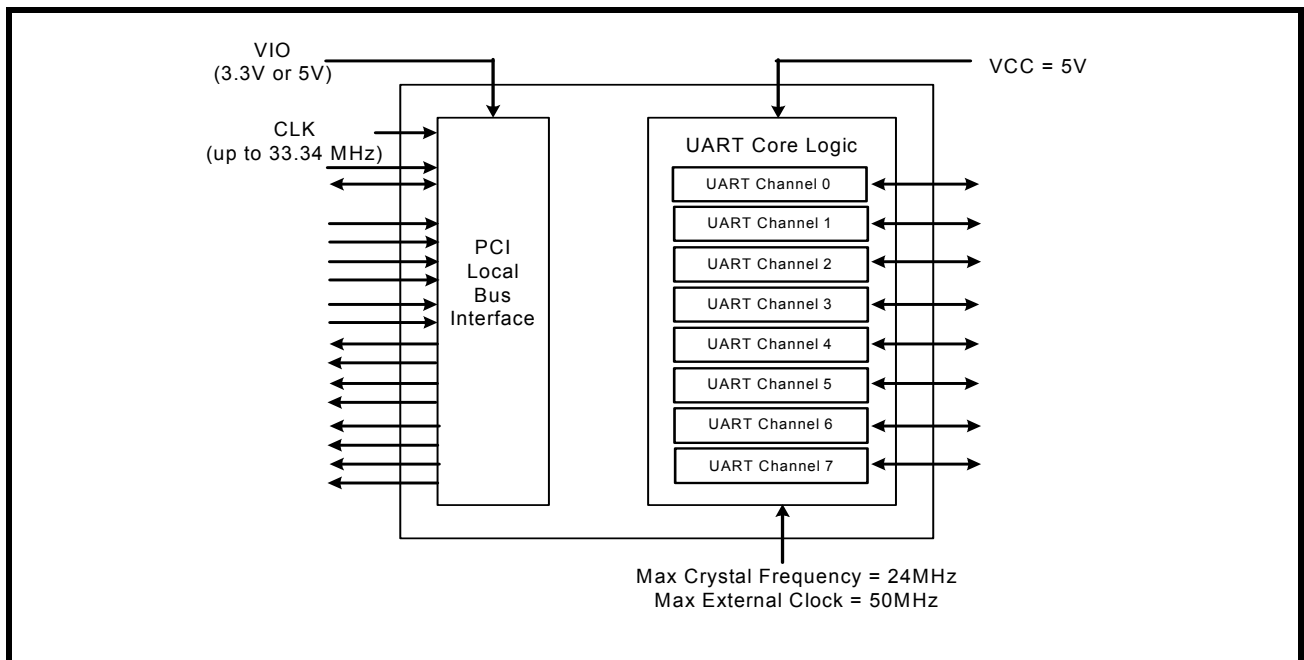 VIO
(3.3V or 5V)
VCC = 5V
CLK
(up to 33.34 MHz)
PCI
Local
Bus
Interface
UART Core Logic
UART Channel 0
UART Channel 1
UART Channel 2
UART Channel 3
UART Channel 4
UART Channel 5
UART Channel 6
UART Channel 7
Max Crystal Frequency = 24MHz
Max External Clock = 50MHz